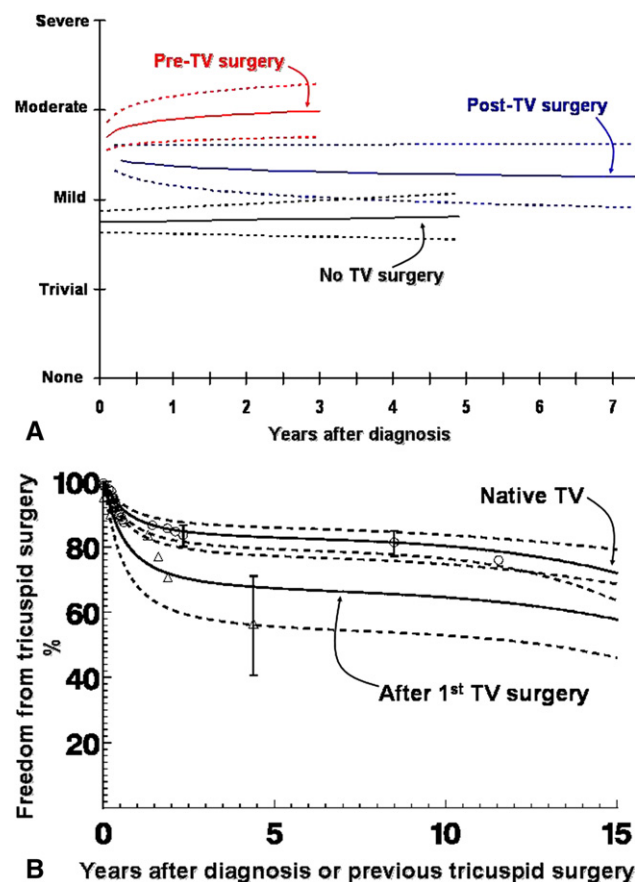 Severe
Pre-TV surgery
Moderate
Post-TV surgery
Mild
No TV surgery
Trivial
None
0 1 2 3 4 5 6 7
A Years after diagnosis
100
Native TV
80
60
After 1st TV surgery
40
20
Freedom from tricuspid surgery
%
0 5 10 15
B Years after diagnosis or previous tricuspid surgery